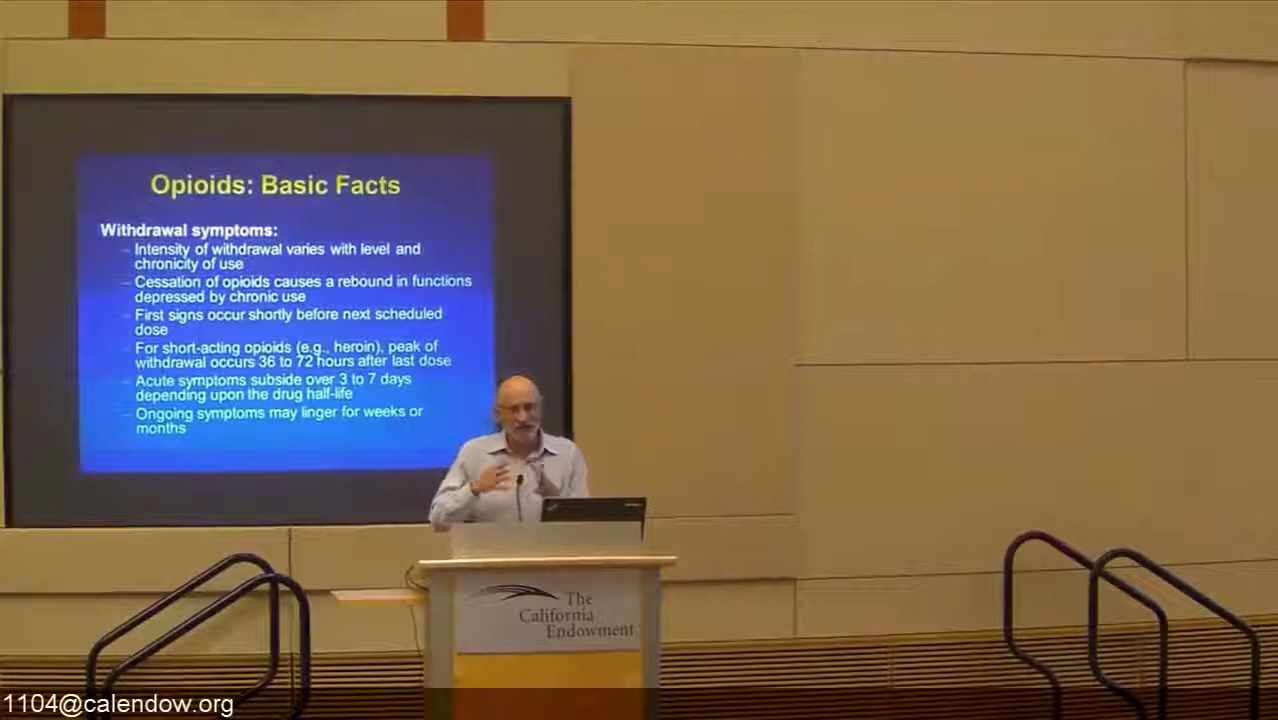 Opioids: Basic Facts
Withdrawal symptoms:
– Intensity of withdrawal varies with level and
chronicity of use
– Cessation of opioids causes a rebound in functions
depressed by chronic use
– First signs occur shortly before next scheduled
dose
– For short-acting opioids (e.g., heroin), peak of
withdrawal occurs 36 to 72 hours after last dose
– Acute symptoms subside over 3 to 7 days
depending upon the drug half-life
– Ongoing symptoms may linger for weeks or
months
The
California
Endowment
1104@calendow.org